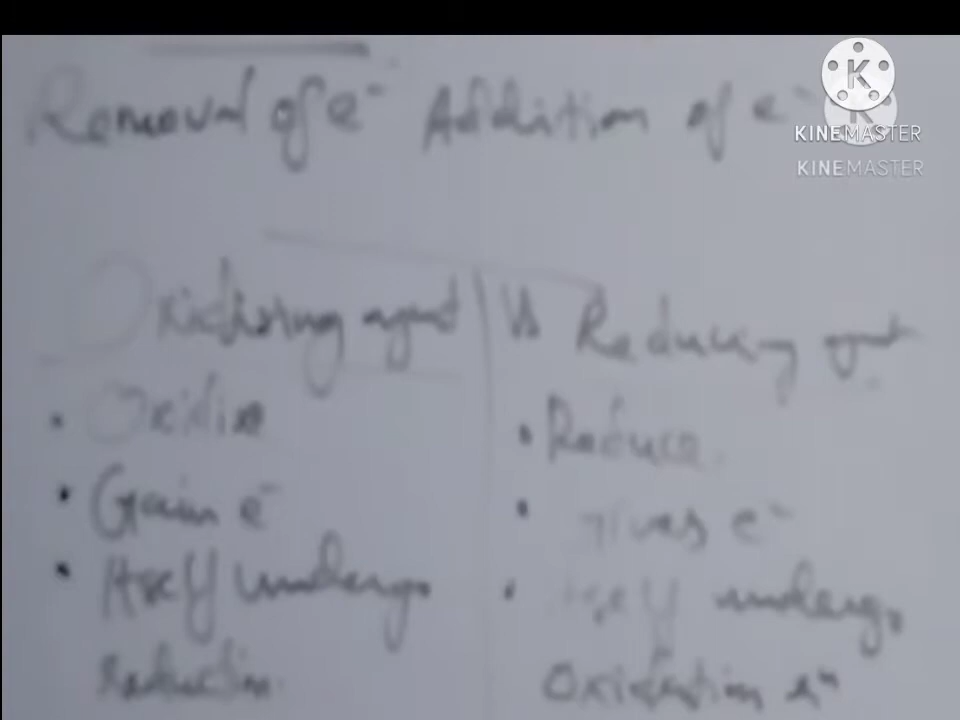 Removal of e⁻ Addition of e⁻
KINEMASTER
KINEMASTER
Oxidising agent Vs Reducing agent
• Oxidise
• Reduce
• Gain e⁻
• Gives e⁻
• Itself undergo
reduction.
• Itself undergo
Oxidation